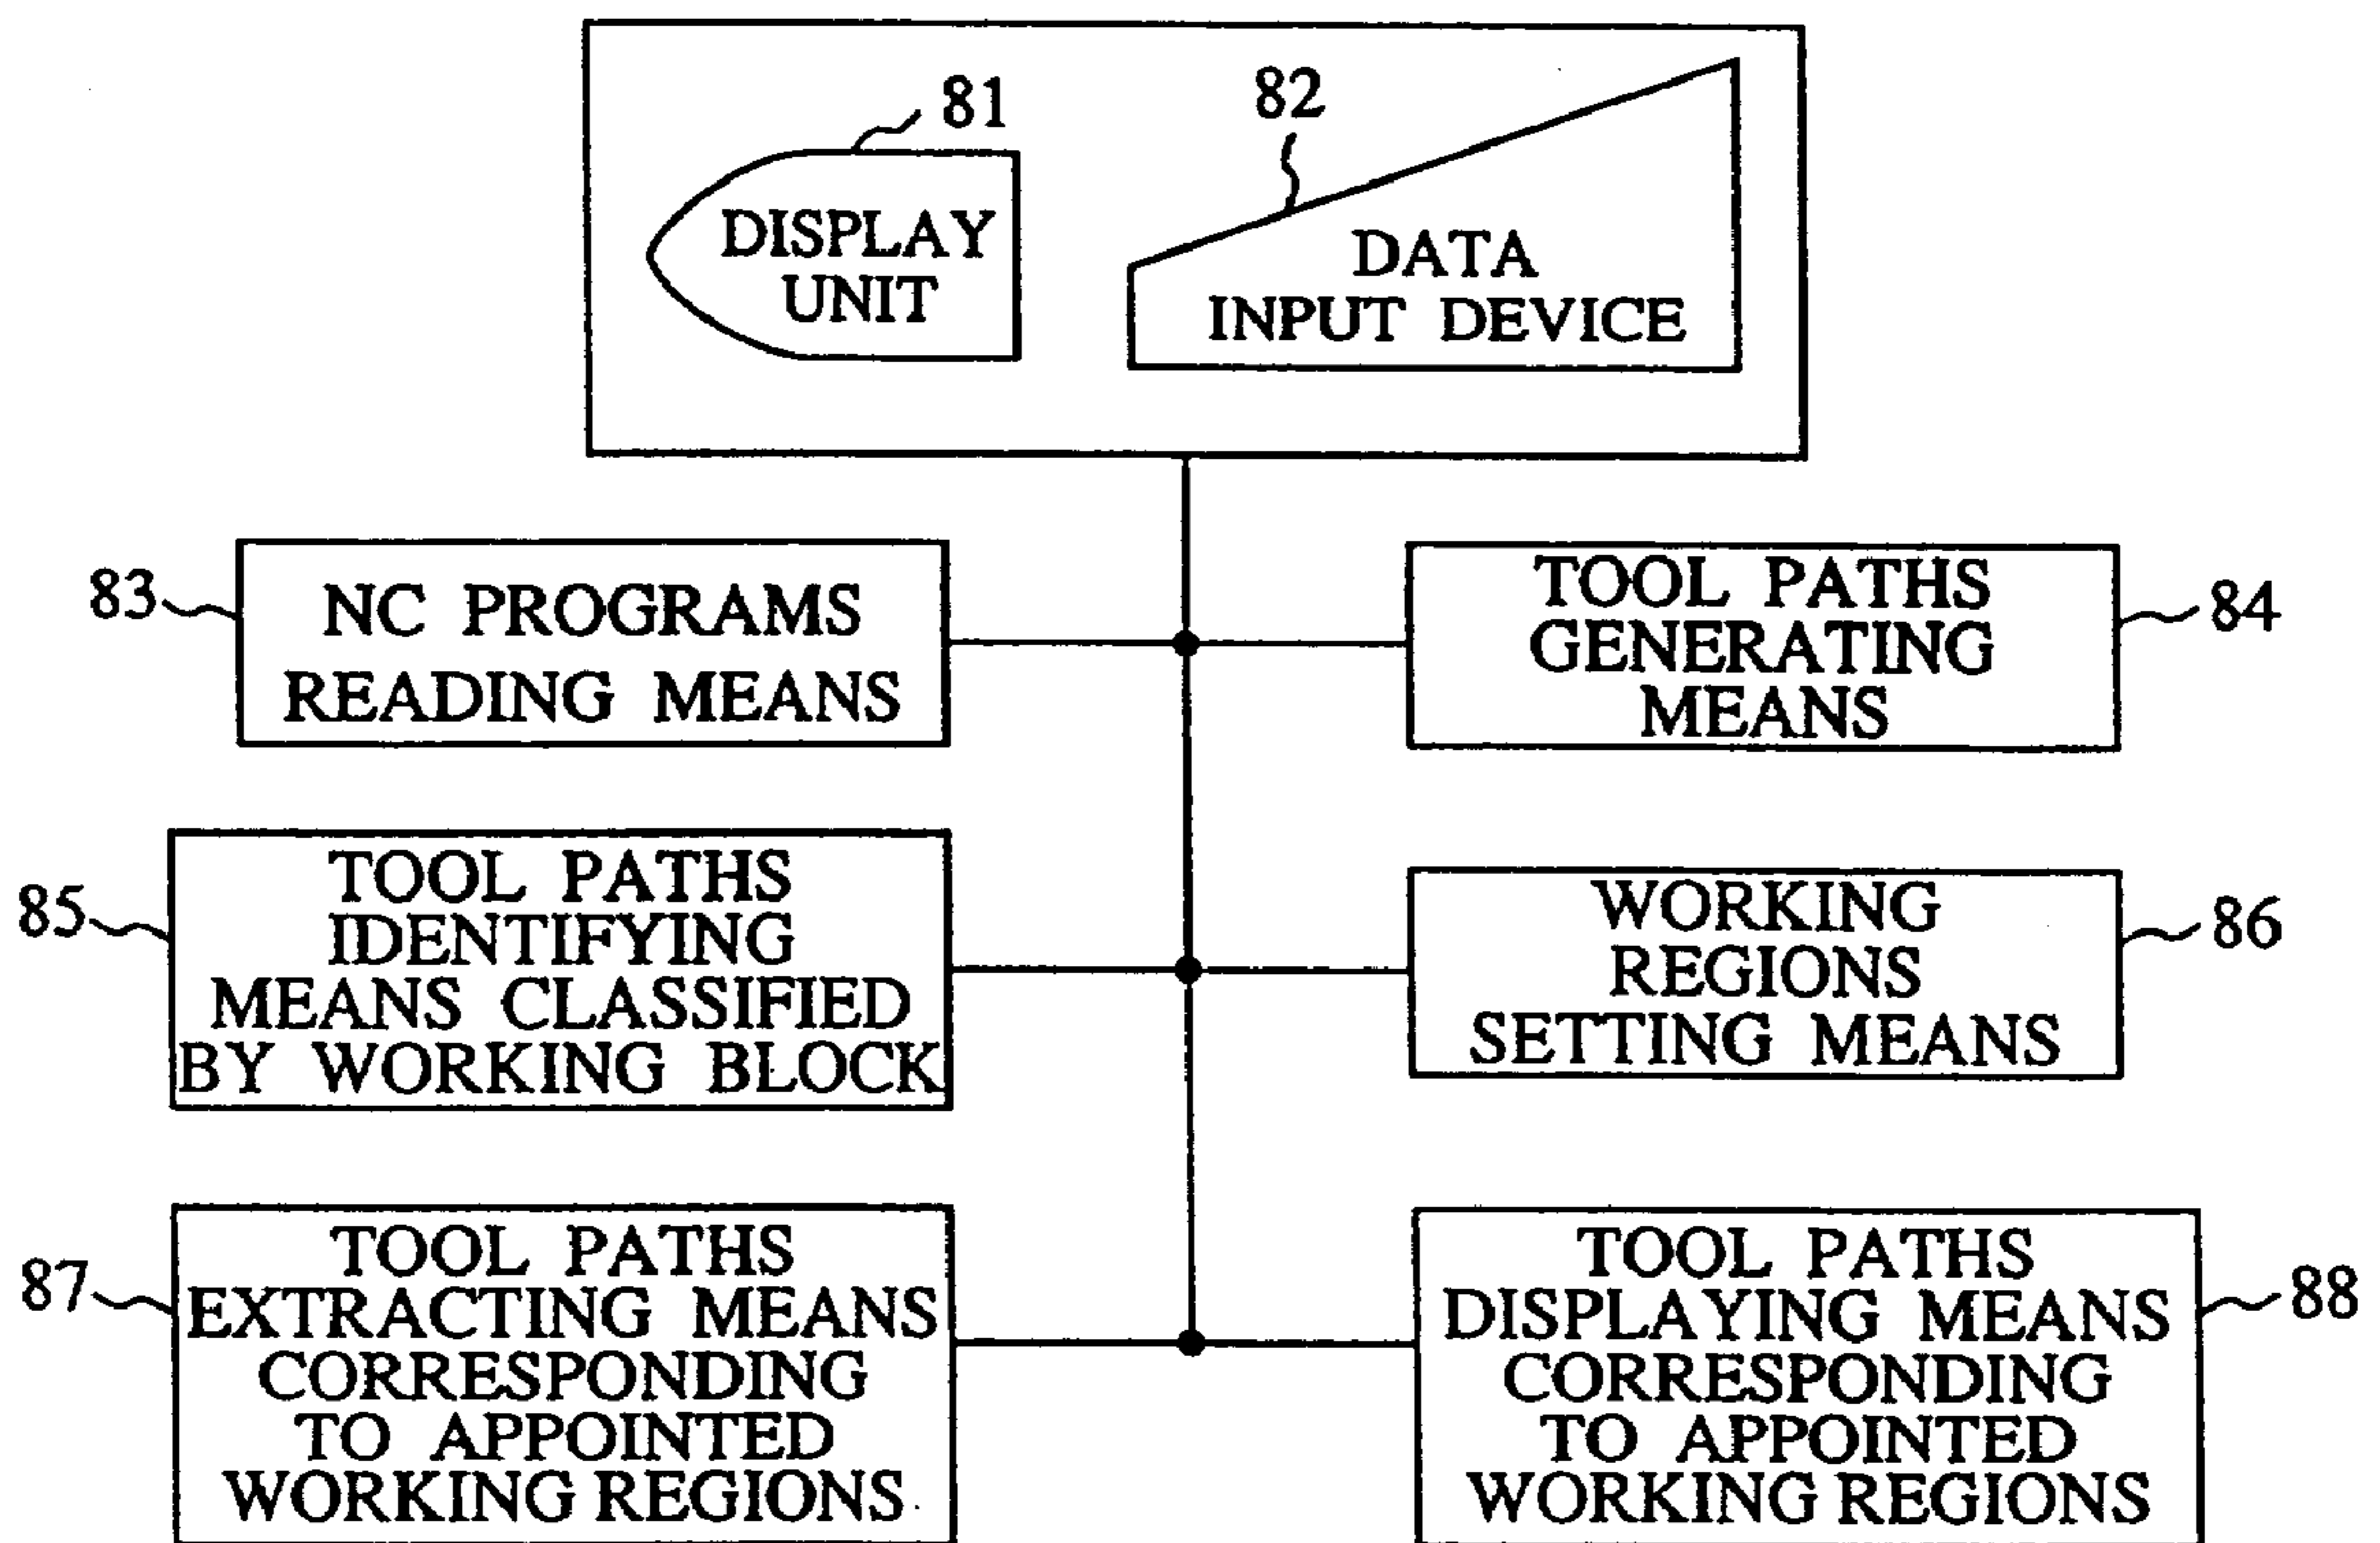 81
DISPLAY
UNIT
82
DATA
INPUT DEVICE
83
NC PROGRAMS
READING MEANS
TOOL PATHS
GENERATING
MEANS
84
85
TOOL PATHS
IDENTIFYING
MEANS CLASSIFIED
BY WORKING BLOCK
WORKING
REGIONS
SETTING MEANS
86
87
TOOL PATHS
EXTRACTING MEANS
CORRESPONDING
TO APPOINTED
WORKING REGIONS
TOOL PATHS
DISPLAYING MEANS
CORRESPONDING
TO APPOINTED
WORKING REGIONS
88